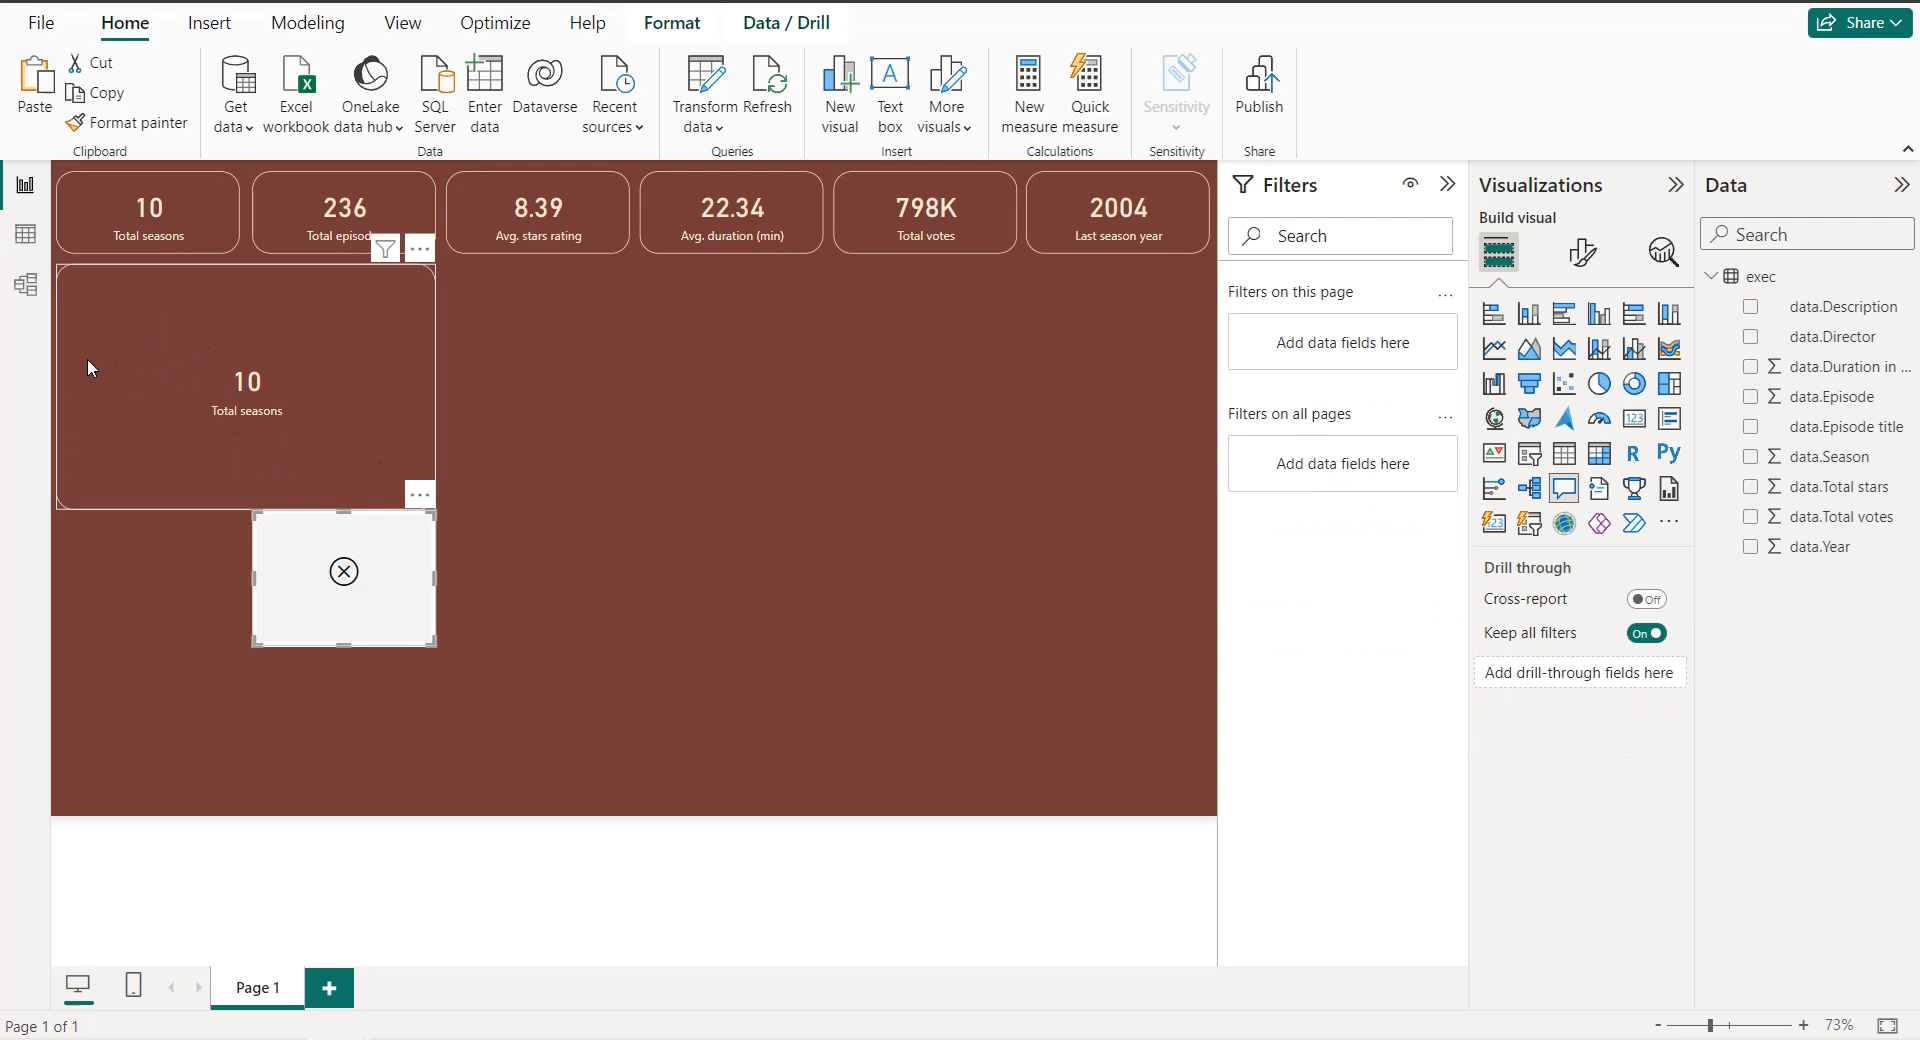 File
Home
Insert
Modeling
View
Optimize
Help
Format
Data / Drill
Share
Paste
Cut
Copy
Format painter
Clipboard
Get data
Excel workbook
OneLake data hub
SQL Server
Enter data
Dataverse
Recent sources
Data
Transform data
Refresh
Queries
New visual
Text box
More visuals
Insert
New measure
Quick measure
Calculations
Sensitivity
Sensitivity
Publish
Share
10
Total seasons
236
Total episod
8.39
Avg. stars rating
22.34
Avg. duration (min)
798K
Total votes
2004
Last season year
10
Total seasons
Filters
Search
Filters on this page
Add data fields here
Filters on all pages
Add data fields here
Visualizations
Build visual
123
R
Py
123
Drill through
Cross-report
Off
Keep all filters
On
Add drill-through fields here
Data
Search
exec
data.Description
data.Director
data.Duration in ...
data.Episode
data.Episode title
data.Season
data.Total stars
data.Total votes
data.Year
Page 1
Page 1 of 1
- + 73%